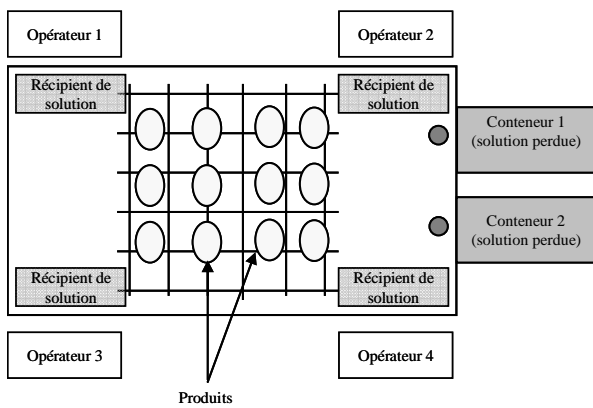 Opérateur 1
Opérateur 2
Récipient de
solution
Récipient de
solution
Conteneur 1
(solution perdue)
Conteneur 2
(solution perdue)
Récipient de
solution
Récipient de
solution
Opérateur 3
Opérateur 4
Produits